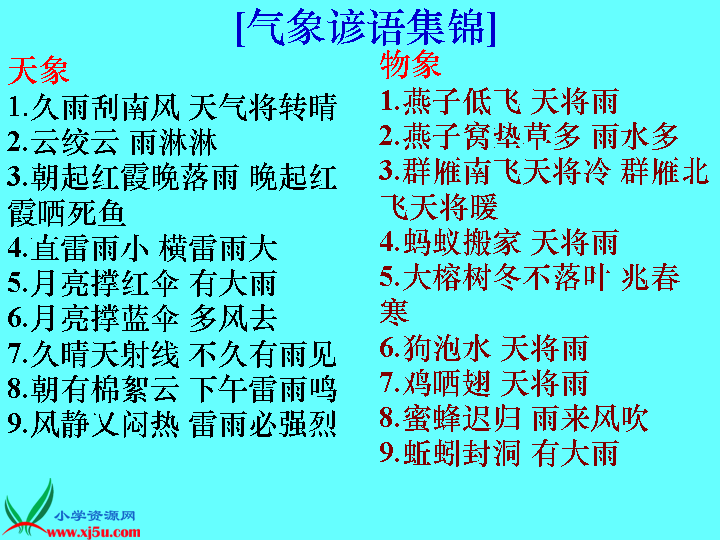 [气象谚语集锦]
天象
1.久雨刮南风 天气将转晴
2.云绞云 雨淋淋
3.朝起红霞晚落雨 晚起红
霞晒死鱼
4.直雷雨小 横雷雨大
5.月亮撑红伞 有大雨
6.月亮撑蓝伞 多风去
7.久晴天射线 不久有雨见
8.朝有棉絮云 下午雷雨鸣
9.风静乂闷热 雷雨必强烈
物象
1.燕子低飞 天将雨
2.燕子窝垫草多 雨水多
3.群雁南飞天将冷 群雁北
飞天将暖
4.蚂蚁搬家 天将雨
5.大榕树冬不落叶 兆春
寒
6.狗泡水 天将雨
7.鸡晒翅 天将雨
8.蜜蜂迟归 雨来风吹
9.蚯蚓封洞 有大雨
小学资源网
www.xj5u.com